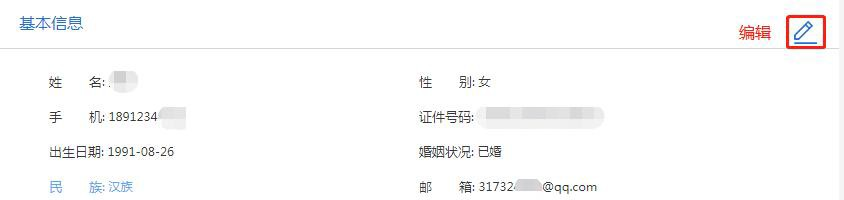 基本信息
编辑
姓 名: 性 别: 女
手 机: 1891234 证件号码:
出生日期: 1991-08-26 婚姻状况: 已婚
民 族: 汉族 邮 箱: 31732 @qq.com